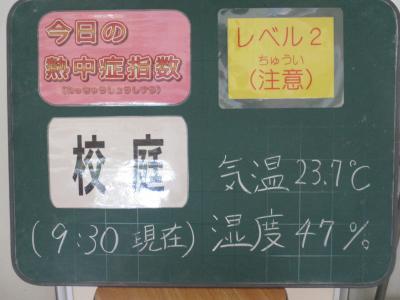 今日の
熱中症指数
(ねっちゅうしょうしすう)
レベル2
ちゅうい
(注意)
校庭
気温23.7℃
(9:30現在)湿度47%